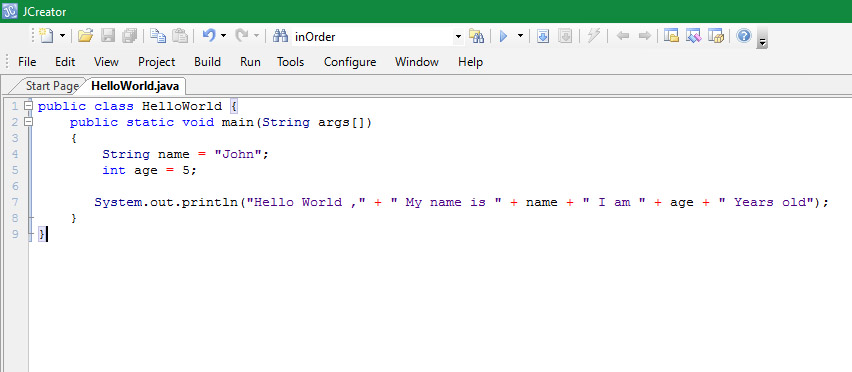 JCreator
inOrder
File Edit View Project Build Run Tools Configure Window Help
Start Page HelloWorld.java
1 public class HelloWorld {
2     public static void main(String args[])
3     {
4         String name = "John";
5         int age = 5;
6
7        System.out.println("Hello World ," + " My name is " + name + " I am " + age + " Years old");
8     }
9 }